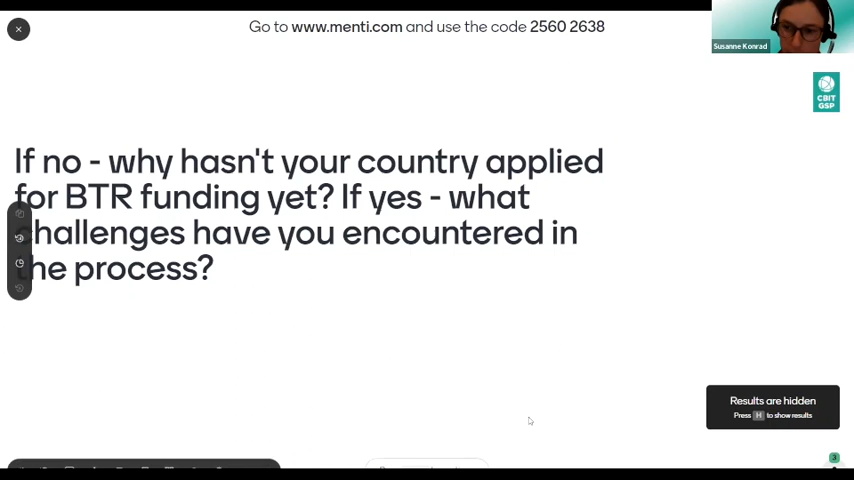 Go to www.menti.com and use the code 2560 2638
Susanne Konrad
CBIT
GSP
If no - why hasn't your country applied
for BTR funding yet? If yes - what
challenges have you encountered in
the process?
Results are hidden
Press H to show results
3